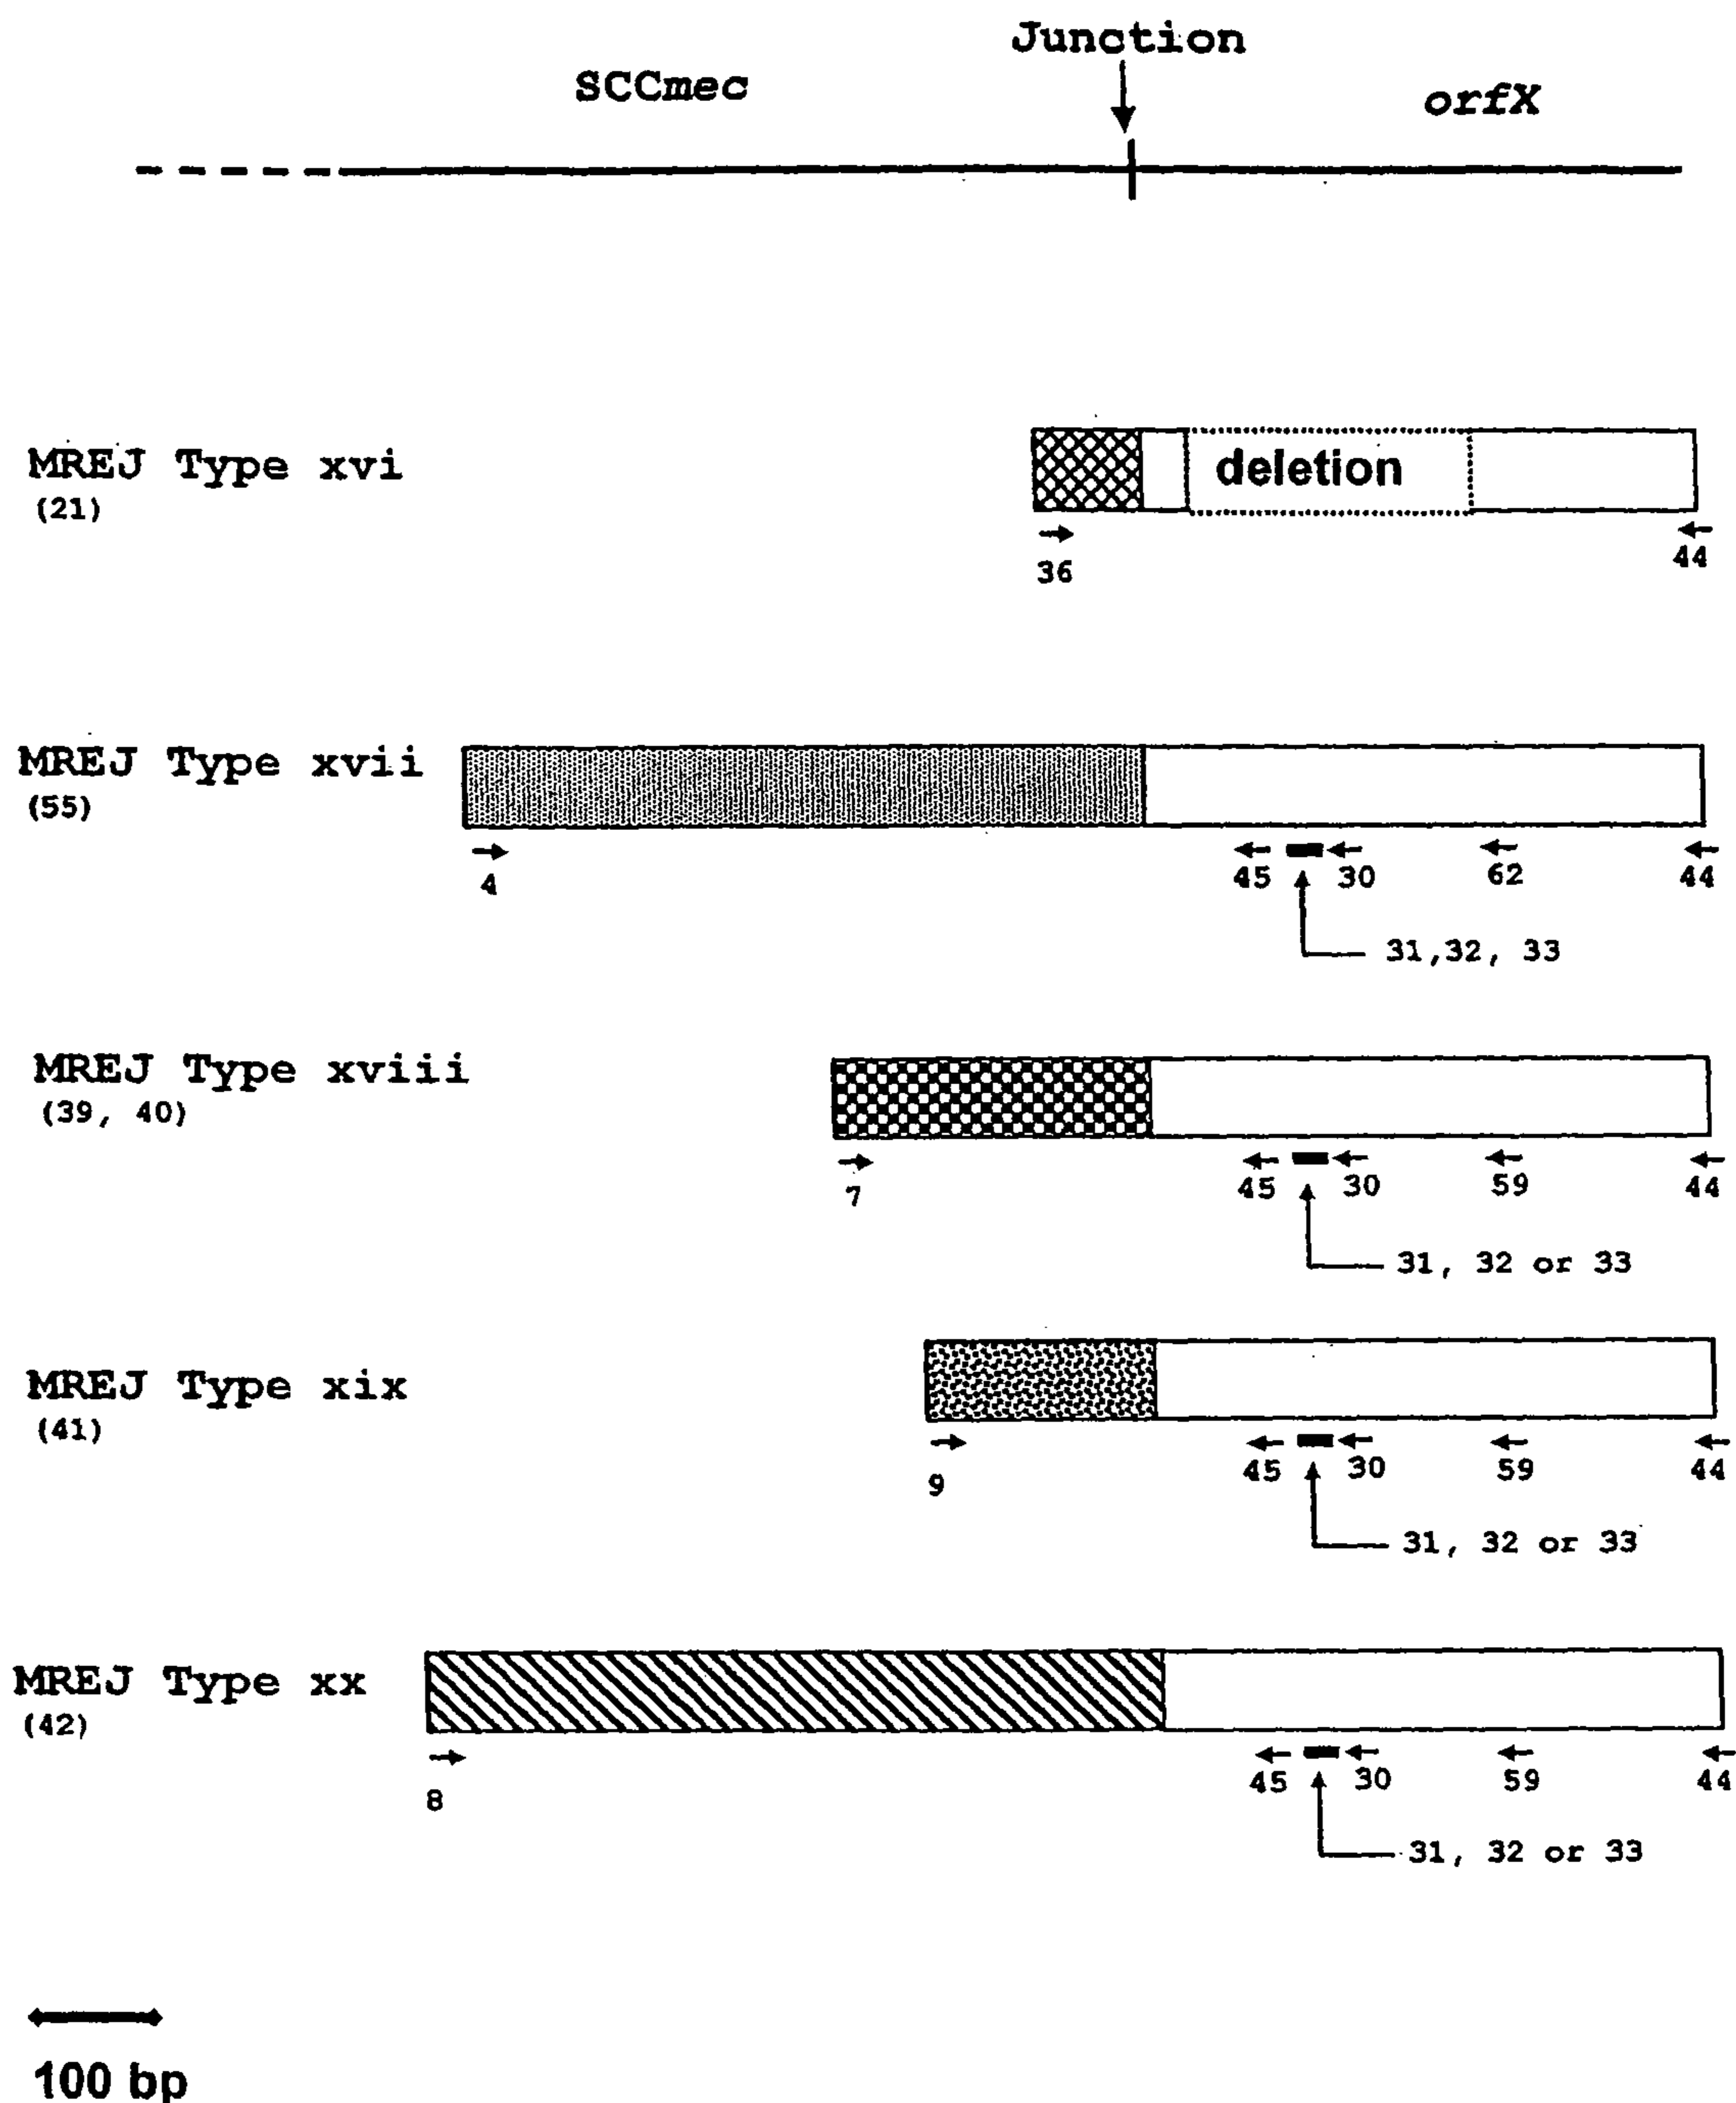 Junction
SCCmec
orfX
MREJ Type xvi
(21)
deletion
36
44
MREJ Type xvii
(55)
4
45
30
62
44
31,32, 33
MREJ Type xviii
(39, 40)
7
45
30
59
44
31, 32 or 33
MREJ Type xix
(41)
9
45
30
59
44
31, 32 or 33
MREJ Type xx
(42)
8
45
30
59
44
31, 32 or 33
100 bp